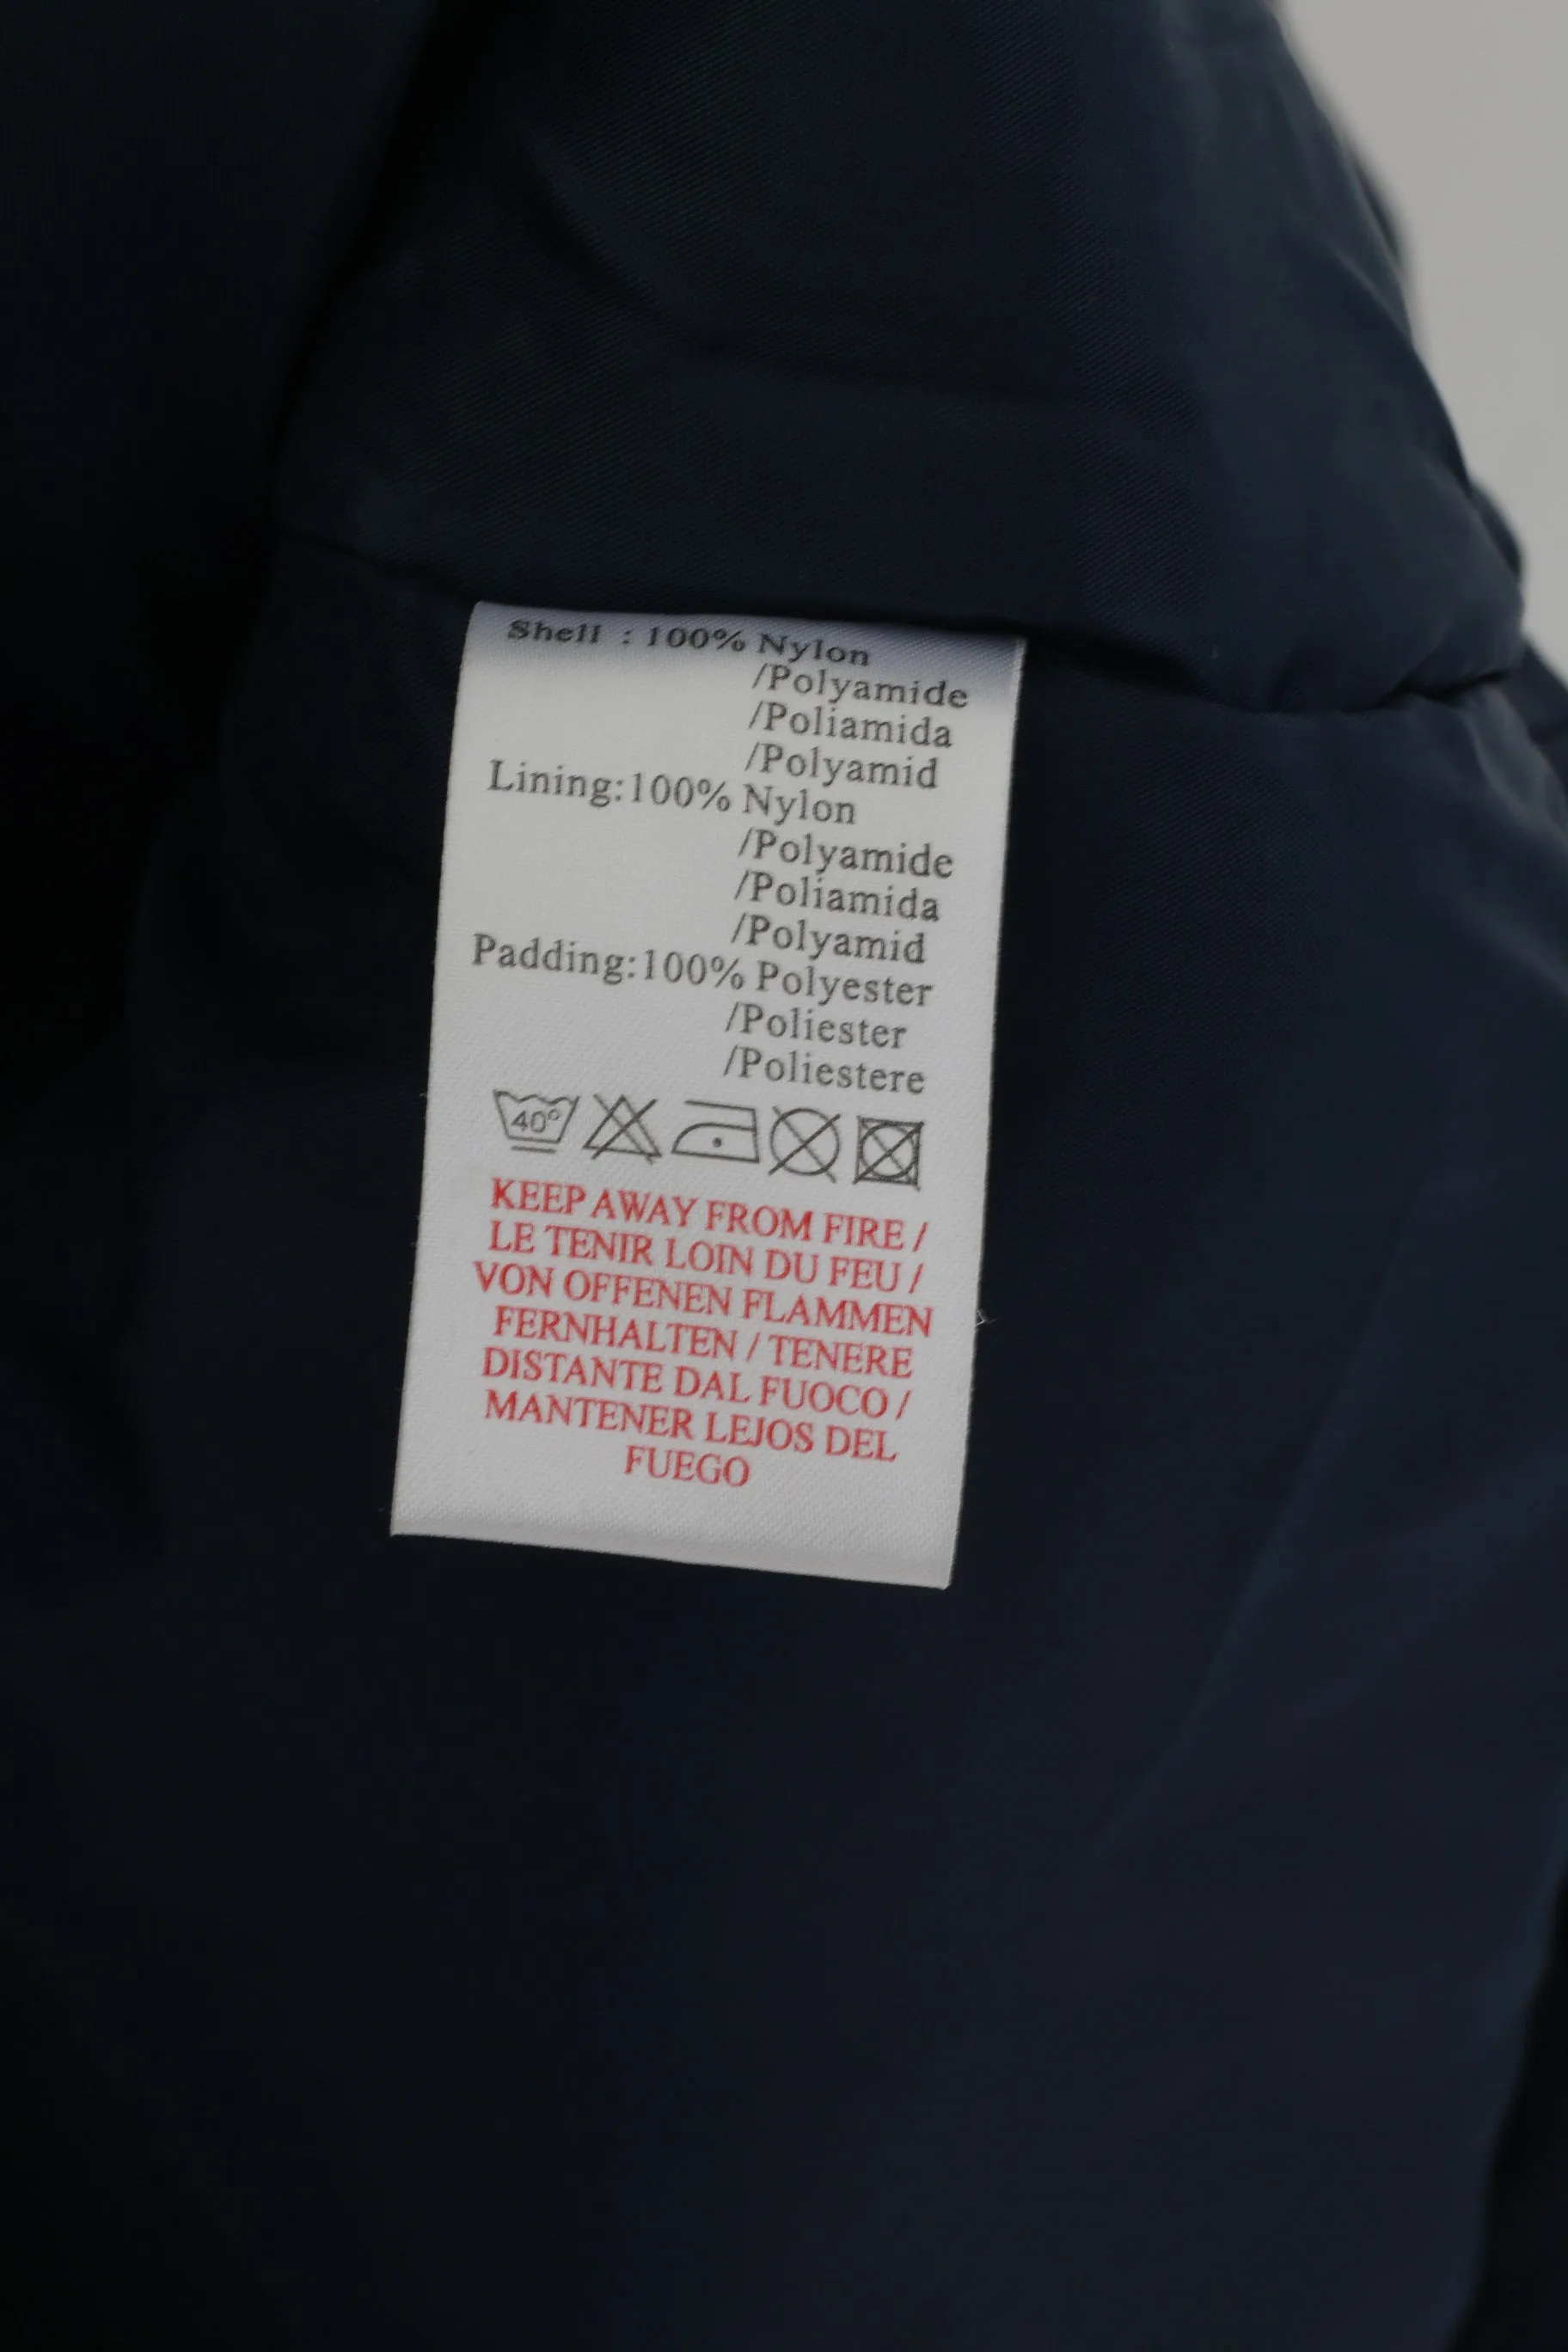 Shell : 100% Nylon
/Polyamide
/Poliamida
/Polyamid
Lining:100% Nylon
/Polyamide
/Poliamida
/Polyamid
Padding:100% Polyester
/Poliester
/Poliestere
40°
KEEP AWAY FROM FIRE /
LE TENIR LOIN DU FEU /
VON OFFENEN FLAMMEN
FERNHALTEN / TENERE
DISTANTE DAL FUOCO /
MANTENER LEJOS DEL
FUEGO